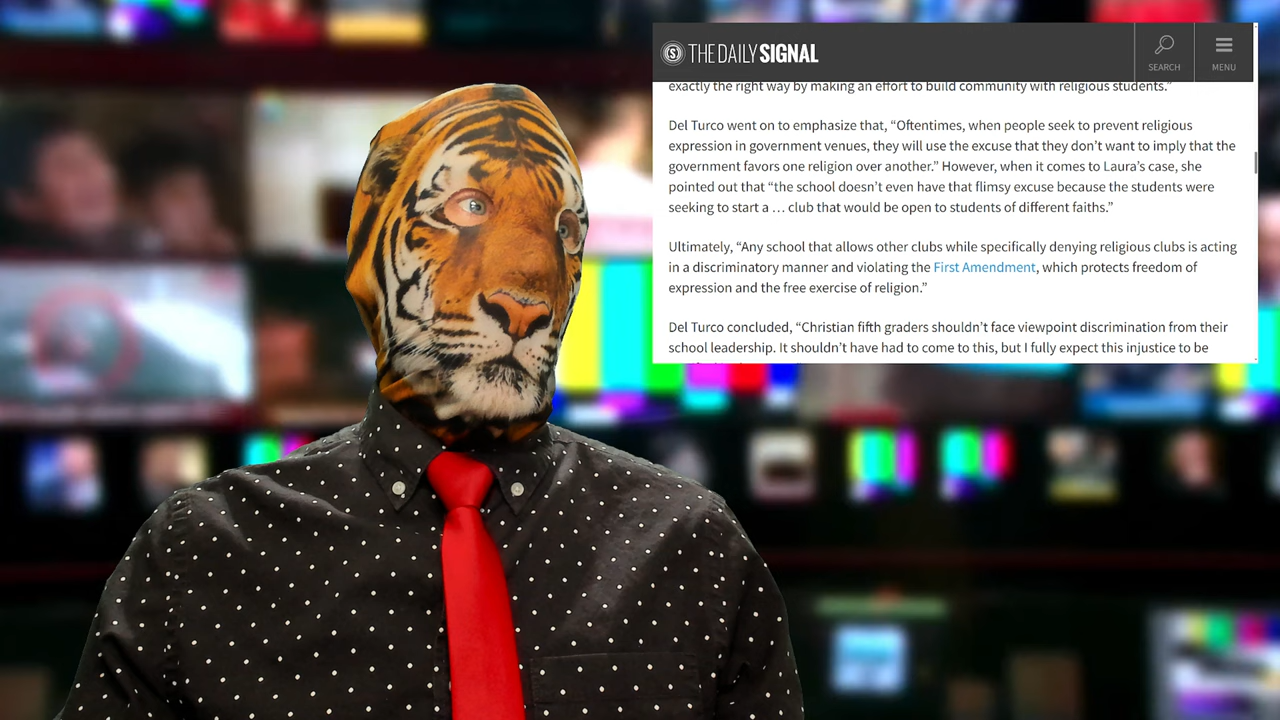 THE DAILY SIGNAL
SEARCH
MENU
exactly the right way by making an effort to build community with religious students.”
Del Turco went on to emphasize that, “Oftentimes, when people seek to prevent religious
expression in government venues, they will use the excuse that they don’t want to imply that the
government favors one religion over another.” However, when it comes to Laura’s case, she
pointed out that “the school doesn’t even have that flimsy excuse because the students were
seeking to start a … club that would be open to students of different faiths.”
Ultimately, “Any school that allows other clubs while specifically denying religious clubs is acting
in a discriminatory manner and violating the First Amendment, which protects freedom of
expression and the free exercise of religion.”
Del Turco concluded, “Christian fifth graders shouldn’t face viewpoint discrimination from their
school leadership. It shouldn’t have had to come to this, but I fully expect this injustice to be